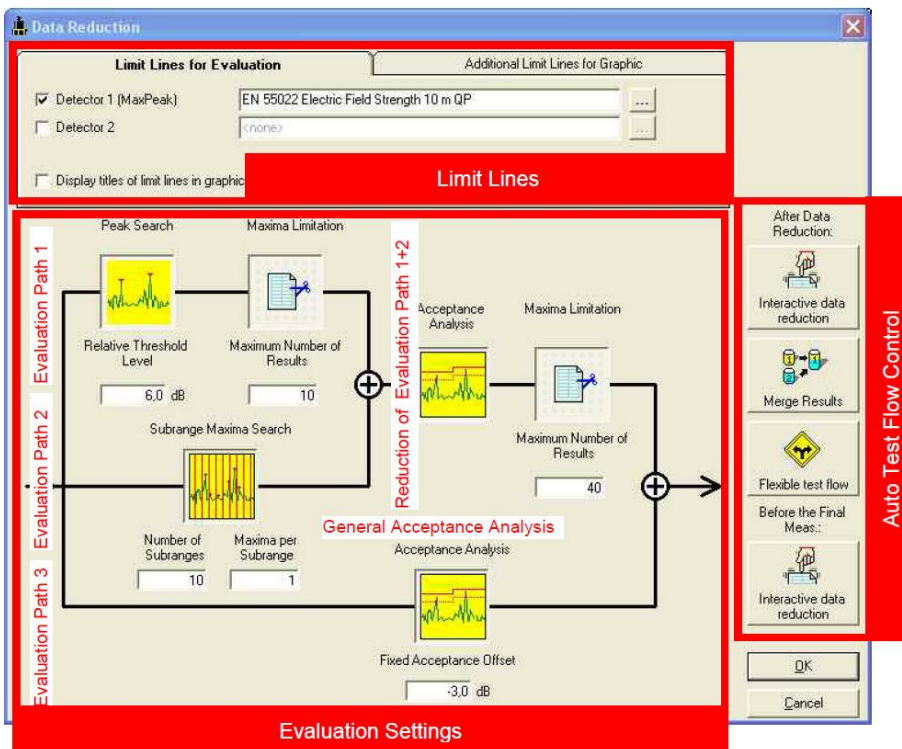 Data Reduction
Limit Lines for Evaluation
Additional Limit Lines for Graphic
Detector 1 (MaxPeak)
EN 55022 Electric Field Strength 10 m QP
...
Detector 2
<none>
...
Display titles of limit lines in graphic
Limit Lines
Evaluation Path 1
Peak Search
Maxima Limitation
Relative Threshold
Level
6,0 dB
Maximum Number of
Results
10
Reduction of Evaluation Path 1+2
Acceptance
Analysis
Maxima Limitation
Maximum Number of
Results
40
Evaluation Path 2
Subrange Maxima Search
Number of
Subranges
10
Maxima per
Subrange
1
General Acceptance Analysis
Evaluation Path 3
Acceptance Analysis
Fixed Acceptance Offset
-3,0 dB
Evaluation Settings
After Data
Reduction:
Interactive data
reduction
1
1
2
Merge Results
Flexible test flow
Before the Final
Meas.:
Interactive data
reduction
Auto Test Flow Control
OK
Cancel